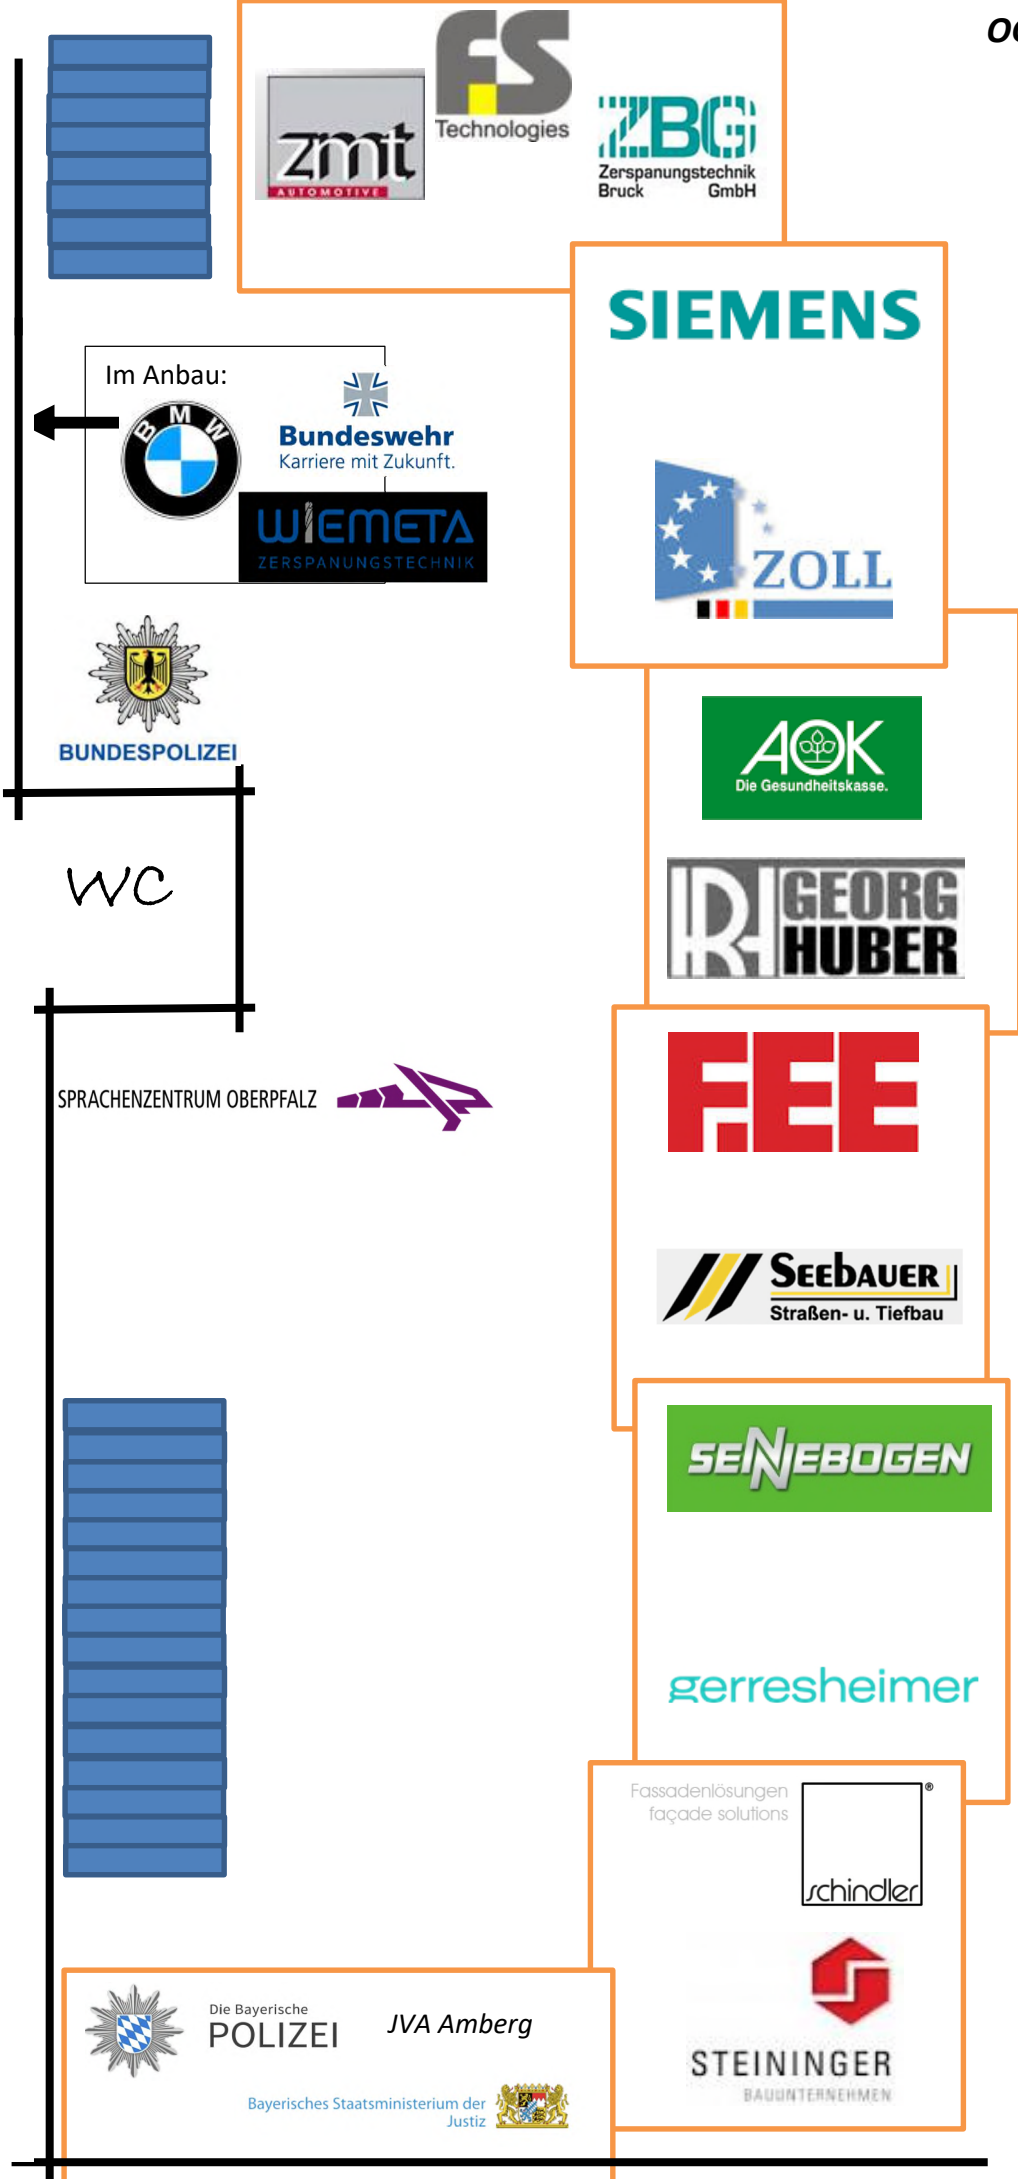 FS
Technologies
zmt
AUTOMOTIVE
ZBG
Zerspanungstechnik
Bruck GmbH
SIEMENS
Im Anbau:
BMW
Bundeswehr
Karriere mit Zukunft.
WIEMETA
ZERSPANUNGSTECHNIK
ZOLL
BUNDESPOLIZEI
AOK
Die Gesundheitskasse.
WC
GEORG
HUBER
SPRACHENZENTRUM OBERPFALZ
F.EE
SEEBAUER
Straßen- u. Tiefbau
SENNEBOGEN
gerresheimer
Fassadenlösungen
façade solutions
schindler®
Die Bayerische
POLIZEI
JVA Amberg
STEININGER
BAUUNTERNEHMEN
Bayerisches Staatsministerium der
Justiz